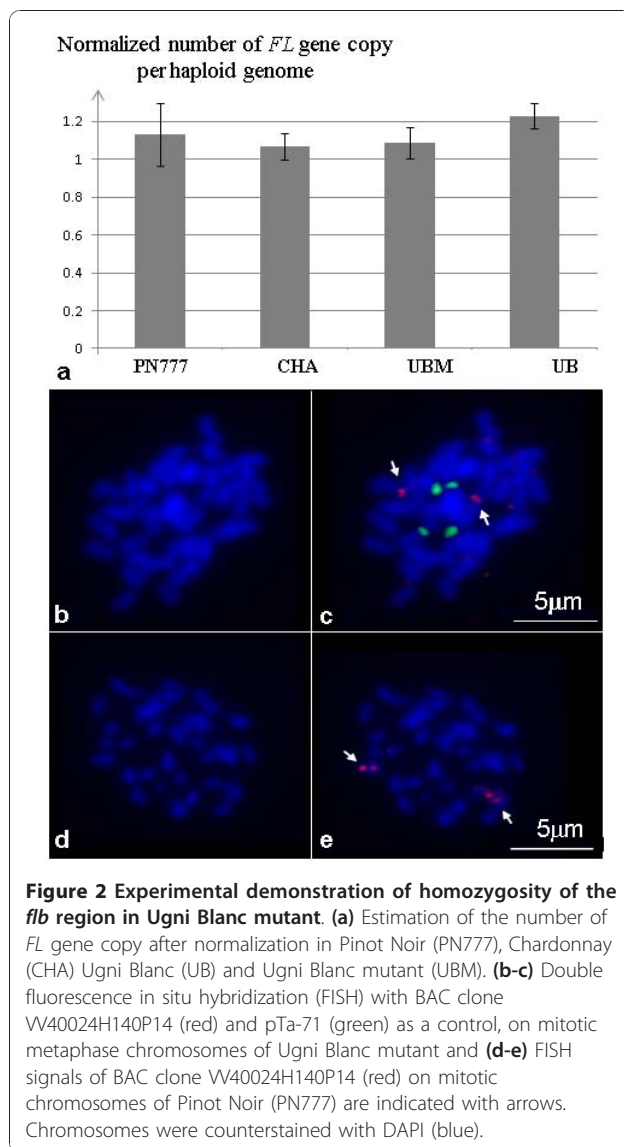 Normalized number of FL gene copy
per haploid genome
1.2
1
0.8
0.6
0.4
0.2
0
a
PN777 CHA UBM UB
b
c
5μm
d
e
5μm
Figure 2 Experimental demonstration of homozygosity of the
flb region in Ugni Blanc mutant. (a) Estimation of the number of
FL gene copy after normalization in Pinot Noir (PN777), Chardonnay
(CHA) Ugni Blanc (UB) and Ugni Blanc mutant (UBM). (b-c) Double
fluorescence in situ hybridization (FISH) with BAC clone
VV40024H140P14 (red) and pTa-71 (green) as a control, on mitotic
metaphase chromosomes of Ugni Blanc mutant and (d-e) FISH
signals of BAC clone VV40024H140P14 (red) on mitotic
chromosomes of Pinot Noir (PN777) are indicated with arrows.
Chromosomes were counterstained with DAPI (blue).